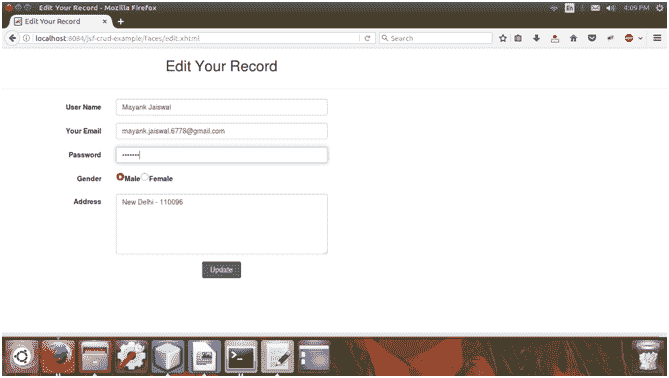 Edit Your Record - Mozilla Firefox
En
4:09 PM
Edit Your Record
localhost:8084/jsf-crud-example/faces/edit.xhtml
Search
Edit Your Record
User Name
Mayank Jaiswal
Your Email
mayank.jaiswal.6778@gmail.com
Password
•••••••
Gender
Male Female
Address
New Delhi - 110096
Update